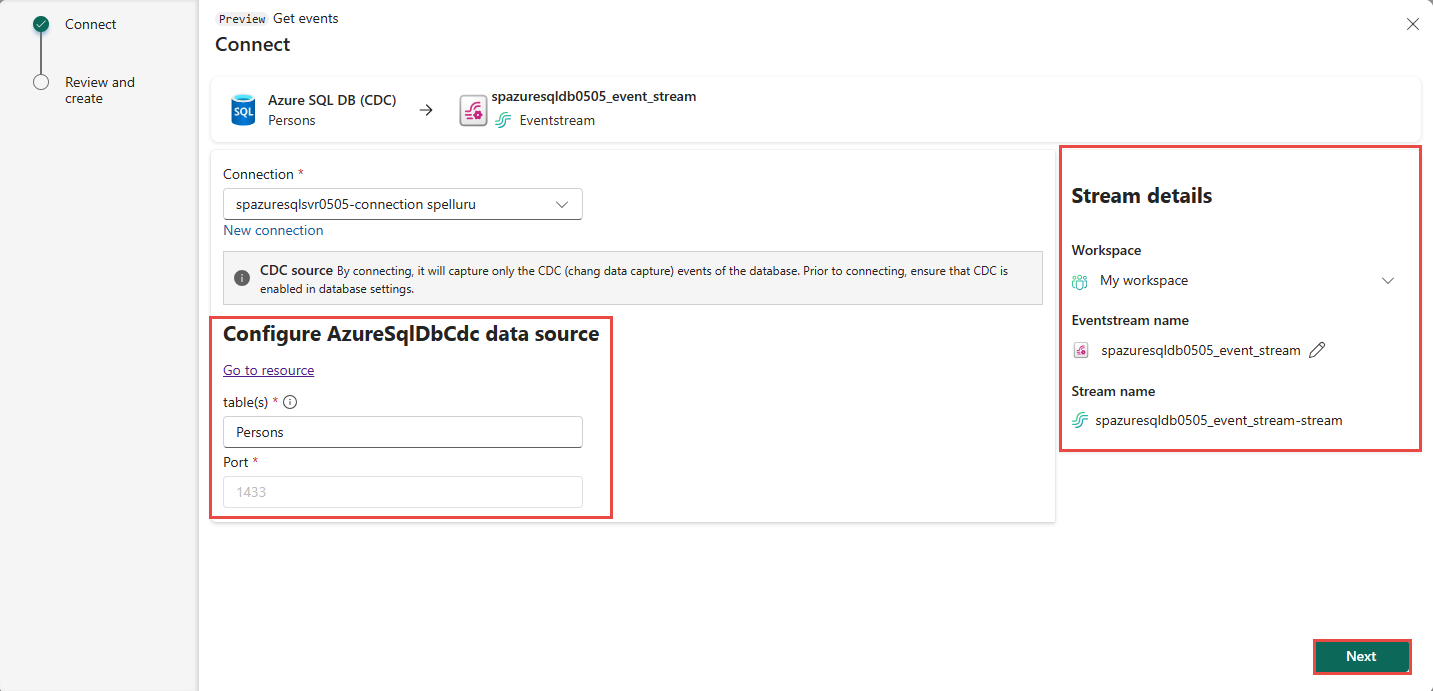 Connect
Review and
create
Preview Get events
Connect
Azure SQL DB (CDC)
Persons
SQL
spazuresqldb0505_event_stream
Eventstream
Connection *
spazuresqlsvr0505-connection spelluru
New connection
CDC source By connecting, it will capture only the CDC (chang data capture) events of the database. Prior to connecting, ensure that CDC is
enabled in database settings.
Configure AzureSqlDbCdc data source
Go to resource
table(s) *
Persons
Port *
1433
Stream details
Workspace
My workspace
Eventstream name
spazuresqldb0505_event_stream
Stream name
spazuresqldb0505_event_stream-stream
Next